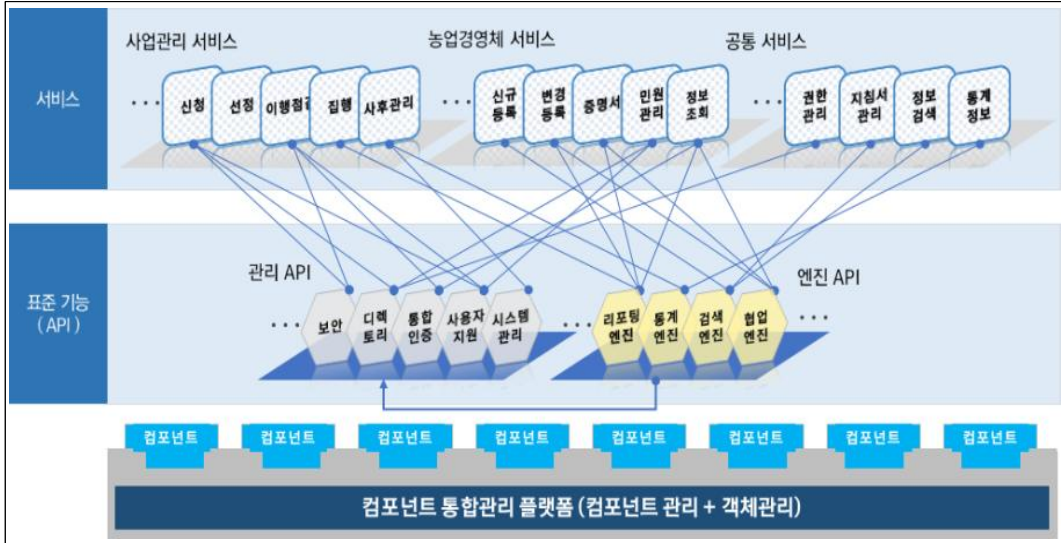 사업관리 서비스
농업경영체 서비스
공통 서비스
서비스
신청
선정
이행점검
집행
사후관리
신규
등록
변경
등록
증명서
민원
관리
정보
조회
권한
관리
지침서
관리
정보
검색
통계
정보
관리 API
엔진 API
표준 기능
( API )
보안
디렉
토리
통합
인증
사용자
지원
시스템
관리
리포팅
엔진
통계
엔진
검색
엔진
협업
엔진
컴포넌트
컴포넌트
컴포넌트
컴포넌트
컴포넌트
컴포넌트
컴포넌트
컴포넌트
컴포넌트 통합관리 플랫폼 (컴포넌트 관리 + 객체관리)